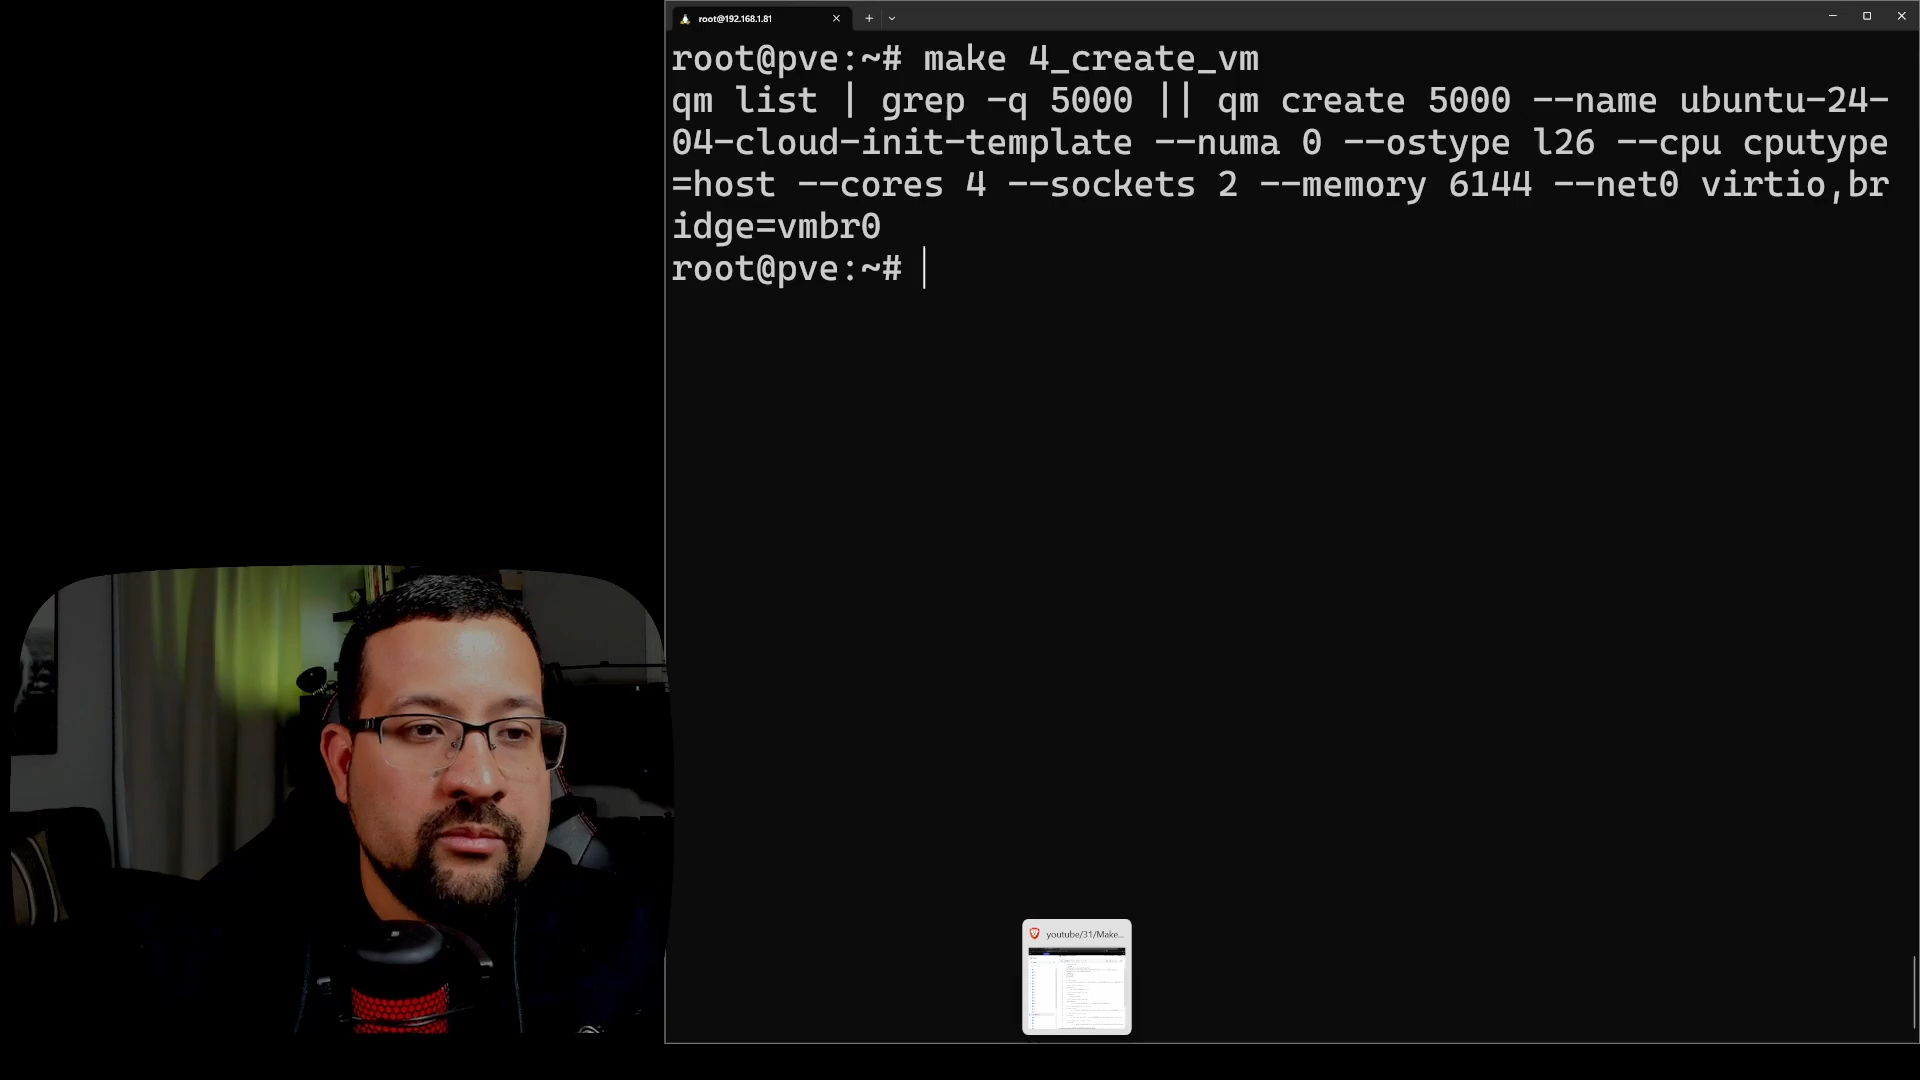 root@192.168.1.81
root@pve:~# make 4_create_vm
qm list | grep -q 5000 || qm create 5000 --name ubuntu-24-
04-cloud-init-template --numa 0 --ostype l26 --cpu cputype
=host --cores 4 --sockets 2 --memory 6144 --net0 virtio,br
idge=vmbr0
root@pve:~#
youtube/31/Make...